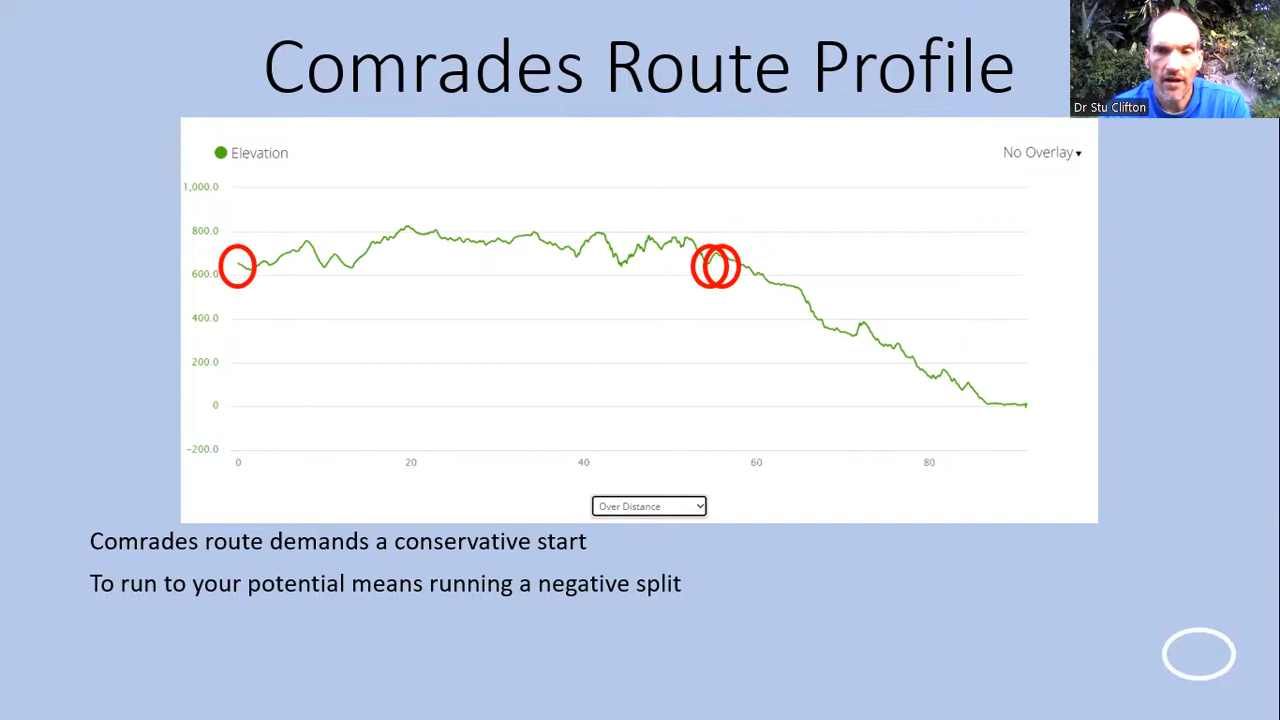 Comrades Route Profile
Dr Stu Clifton
Elevation
No Overlay
1,000.0
800.0
600.0
400.0
200.0
0
-200.0
0 20 40 60 80
Over Distance
Comrades route demands a conservative start
To run to your potential means running a negative split